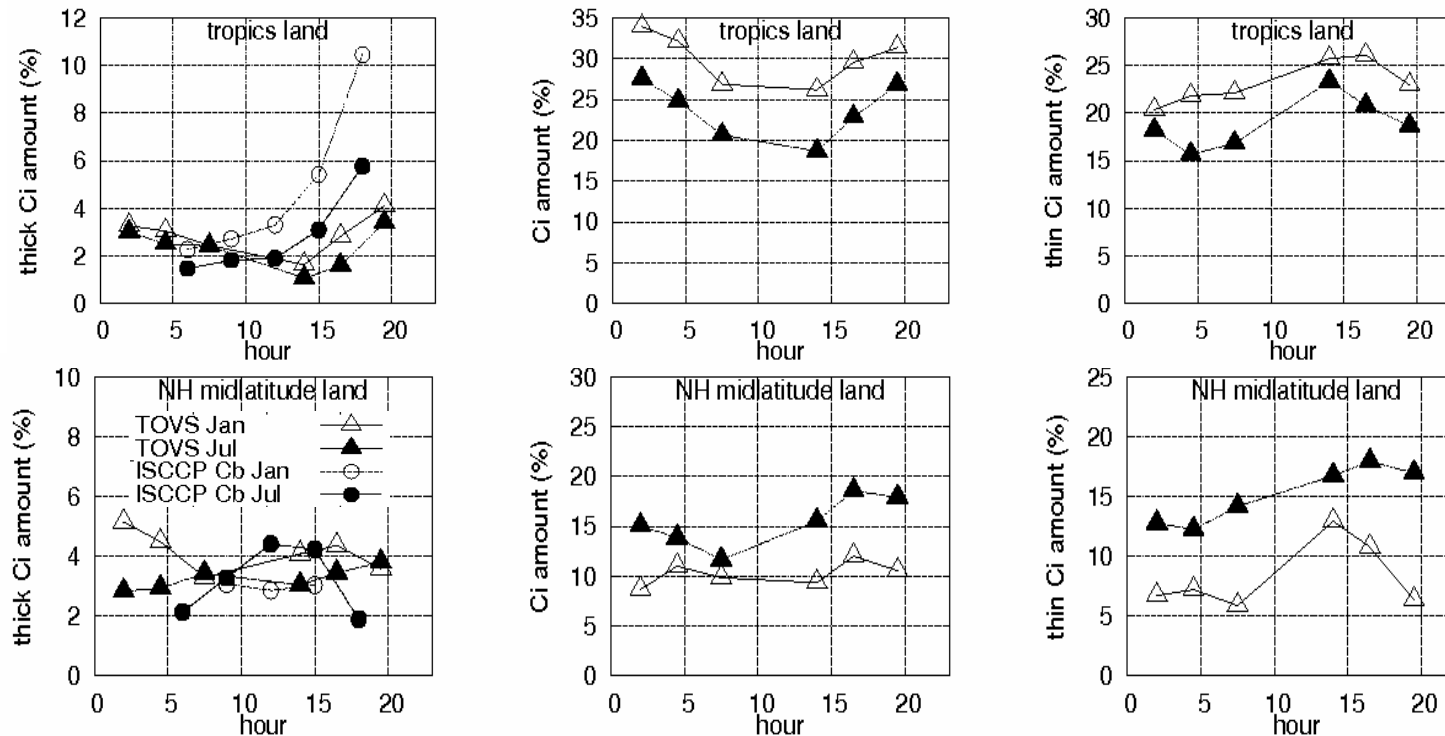 tropics land
thick Ci amount (%)
12
10
8
6
4
2
0
0 5 10 15 20
hour
tropics land
Ci amount (%)
35
30
25
20
15
10
5
0
0 5 10 15 20
hour
tropics land
thin Ci amount (%)
30
25
20
15
10
5
0
0 5 10 15 20
hour
NH midlatitude land
TOVS Jan
TOVS Jul
ISCCP Cb Jan
ISCCP Cb Jul
thick Ci amount (%)
10
8
6
4
2
0
0 5 10 15 20
hour
NH midlatitude land
Ci amount (%)
30
25
20
15
10
5
0
0 5 10 15 20
hour
NH midlatitude land
thin Ci amount (%)
25
20
15
10
5
0
0 5 10 15 20
hour